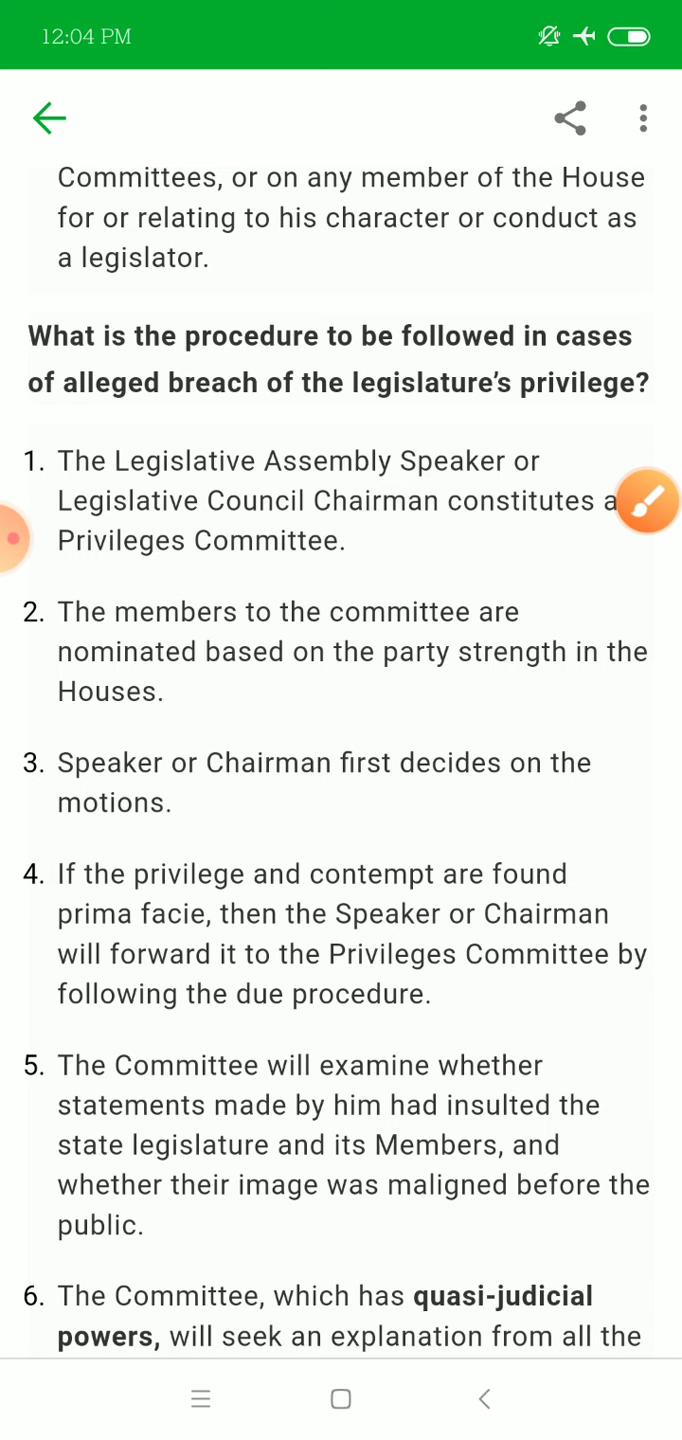 12:04 PM
Committees, or on any member of the House
for or relating to his character or conduct as
a legislator.
What is the procedure to be followed in cases
of alleged breach of the legislature’s privilege?
1. The Legislative Assembly Speaker or
Legislative Council Chairman constitutes a
Privileges Committee.
2. The members to the committee are
nominated based on the party strength in the
Houses.
3. Speaker or Chairman first decides on the
motions.
4. If the privilege and contempt are found
prima facie, then the Speaker or Chairman
will forward it to the Privileges Committee by
following the due procedure.
5. The Committee will examine whether
statements made by him had insulted the
state legislature and its Members, and
whether their image was maligned before the
public.
6. The Committee, which has quasi-judicial
powers, will seek an explanation from all the